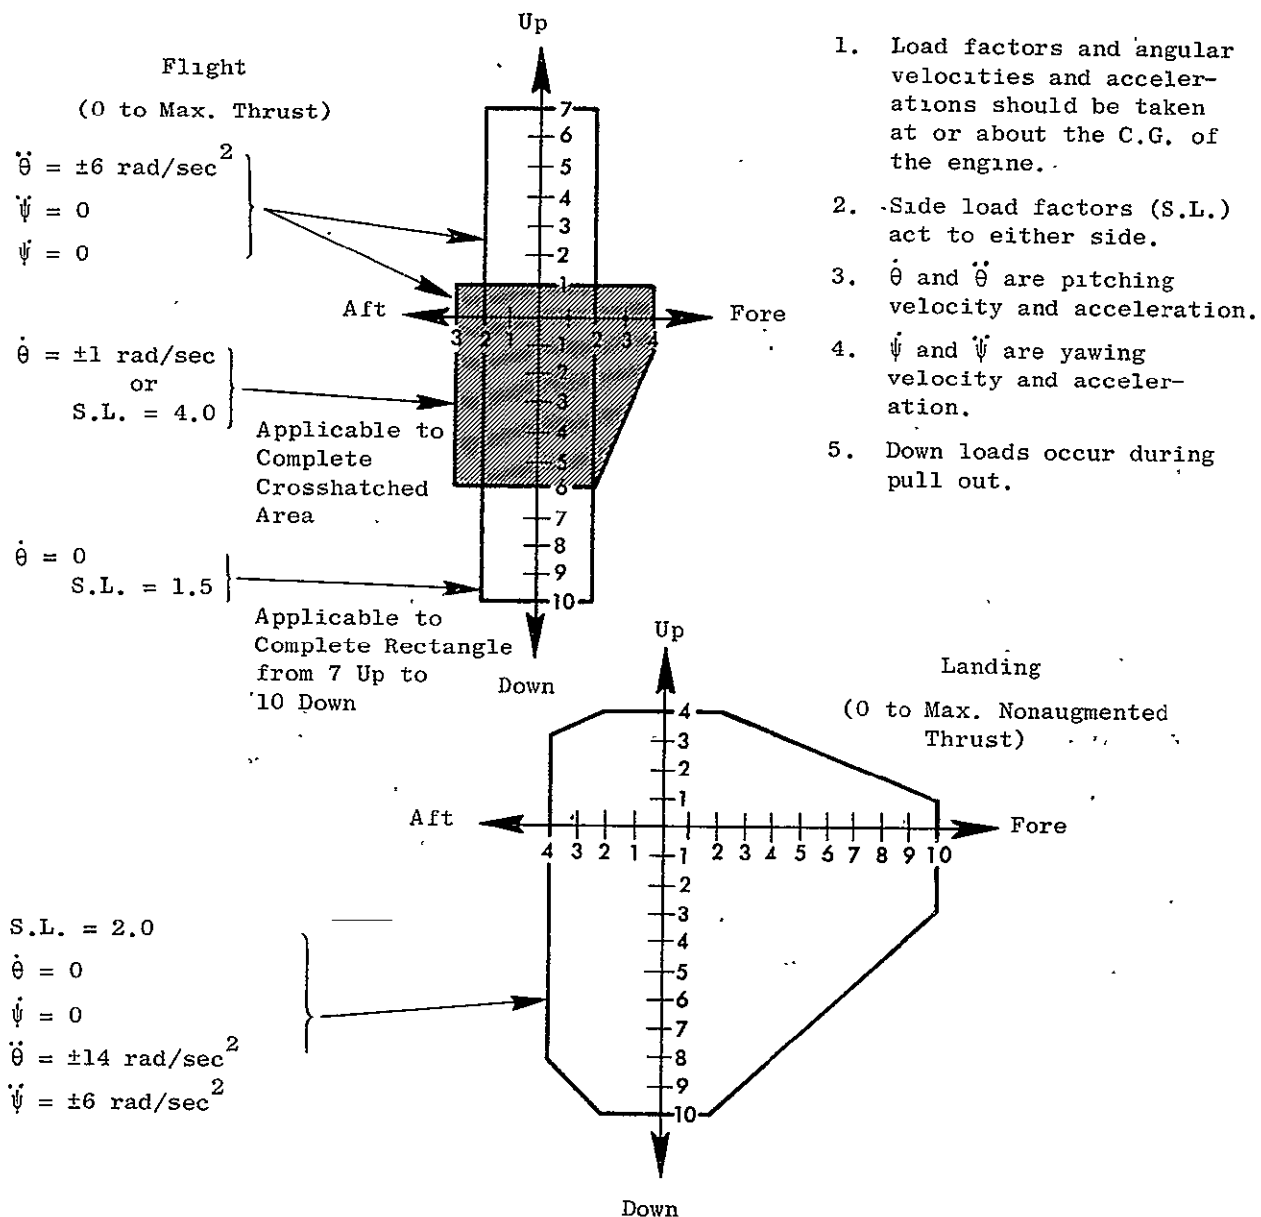 Up
Flight
(0 to Max. Thrust)
θ̈ = ±6 rad/sec²
ψ̈ = 0
ψ̇ = 0
7
6
5
4
3
2
1
Aft
Fore
3 2 1 1 2 3 4
θ̇ = ±1 rad/sec
or
S.L. = 4.0
Applicable to
Complete
Crosshatched
Area
2
3
4
5
6
7
8
9
10
θ̇ = 0
S.L. = 1.5
Applicable to
Complete Rectangle
from 7 Up to
10 Down
Down
1. Load factors and angular
velocities and acceler-
ations should be taken
at or about the C.G. of
the engine.
2. Side load factors (S.L.)
act to either side.
3. θ̇ and θ̈ are pitching
velocity and acceleration.
4. ψ̇ and ψ̈ are yawing
velocity and acceler-
ation.
5. Down loads occur during
pull out.
Up
Landing
(0 to Max. Nonaugmented
Thrust)
4
3
2
1
Aft
Fore
4 3 2 1 2 3 4 5 6 7 8 9 10
1
2
3
4
5
6
7
8
9
10
S.L. = 2.0
θ̇ = 0
ψ̇ = 0
θ̈ = ±14 rad/sec²
ψ̈ = ±6 rad/sec²
Down